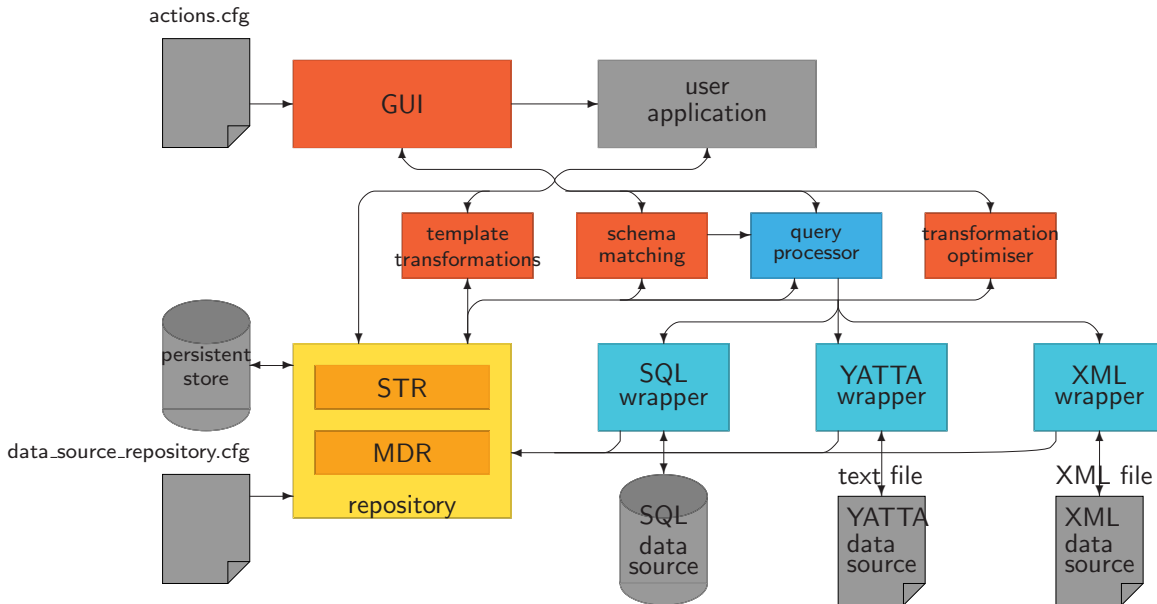 actions.cfg
GUI
user
application
template
transformations
schema
matching
query
processor
transformation
optimiser
persistent
store
STR
MDR
repository
SQL
wrapper
YATTA
wrapper
XML
wrapper
data_source_repository.cfg
text file
XML file
SQL
data
source
YATTA
data
source
XML
data
source